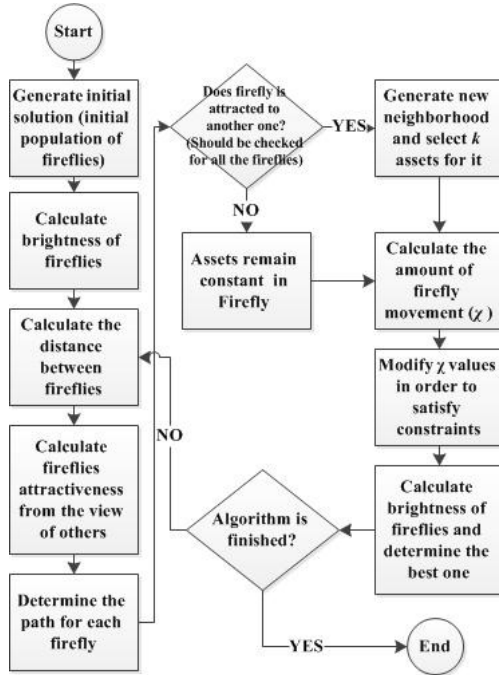 Start
Generate initial
solution (initial
population of
fireflies)
Calculate
brightness of
fireflies
Calculate the
distance
between
fireflies
Calculate
fireflies
attractiveness
from the view
of others
Determine the
path for each
firefly
Does firefly is
attracted to
another one?
(Should be checked
for all the fireflies)
YES
NO
Assets remain
constant in
Firefly
Generate new
neighborhood
and select k
assets for it
Calculate the
amount of
firefly
movement (χ )
Modify χ values
in order to
satisfy
constraints
Calculate
brightness of
fireflies and
determine the
best one
Algorithm is
finished?
NO
YES
End